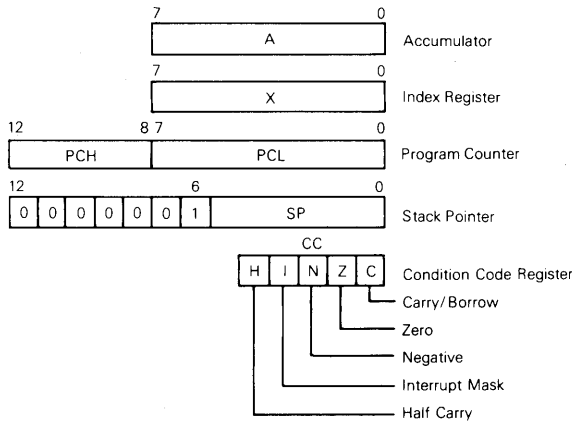 7 0
A Accumulator
7 0
X Index Register
12 8 7 0
PCH PCL Program Counter
12 6 0
0 0 0 0 0 0 1 SP Stack Pointer
CC
H I N Z C Condition Code Register
Carry/Borrow
Zero
Negative
Interrupt Mask
Half Carry